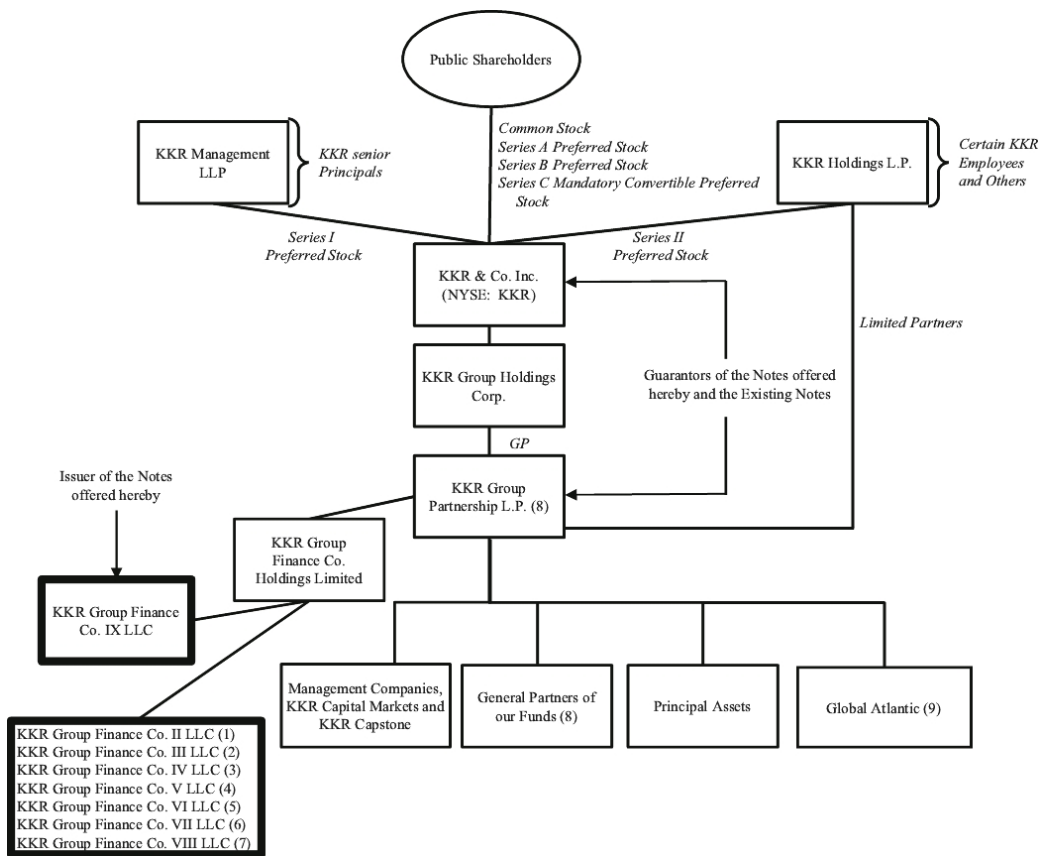 Public Shareholders
KKR Management
LLP
KKR senior
Principals
Common Stock
Series A Preferred Stock
Series B Preferred Stock
Series C Mandatory Convertible Preferred
Stock
KKR Holdings L.P.
Certain KKR
Employees
and Others
Series I
Preferred Stock
Series II
Preferred Stock
KKR & Co. Inc.
(NYSE: KKR)
Limited Partners
KKR Group Holdings
Corp.
Guarantors of the Notes offered
hereby and the Existing Notes
GP
Issuer of the Notes
offered hereby
KKR Group
Partnership L.P. (8)
KKR Group
Finance Co.
Holdings Limited
KKR Group Finance
Co. IX LLC
Management Companies,
KKR Capital Markets and
KKR Capstone
General Partners of
our Funds (8)
Principal Assets
Global Atlantic (9)
KKR Group Finance Co. II LLC (1)
KKR Group Finance Co. III LLC (2)
KKR Group Finance Co. IV LLC (3)
KKR Group Finance Co. V LLC (4)
KKR Group Finance Co. VI LLC (5)
KKR Group Finance Co. VII LLC (6)
KKR Group Finance Co. VIII LLC (7)